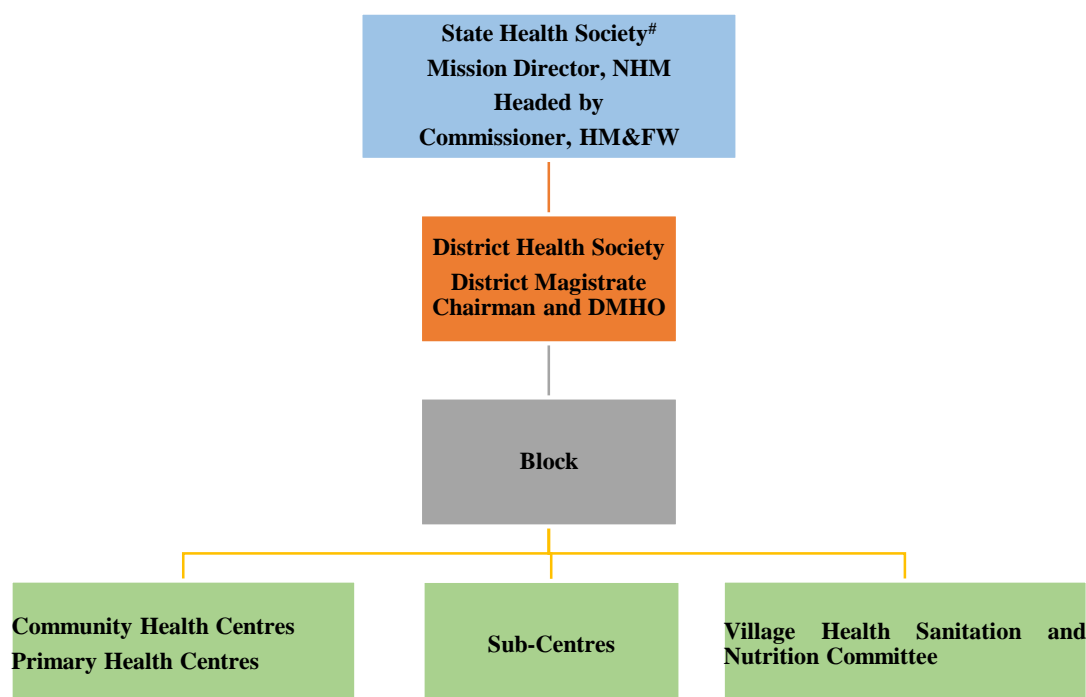 State Health Society#
Mission Director, NHM
Headed by
Commissioner, HM&FW
District Health Society
District Magistrate
Chairman and DMHO
Block
Community Health Centres
Primary Health Centres
Sub-Centres
Village Health Sanitation and
Nutrition Committee